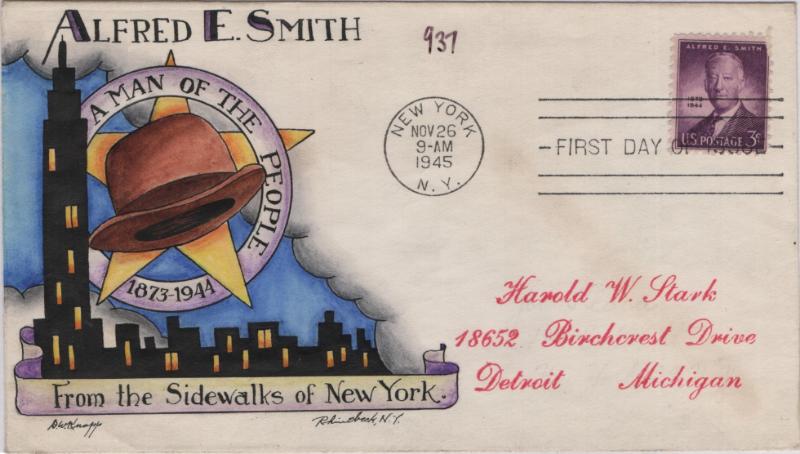 ALFRED E. SMITH
937
A MAN OF THE PEOPLE
1873-1944
From the Sidewalks of New York.
D.W. Knapp
Rhinebeck, N.Y.
NEW YORK
NOV 26
9-AM
1945
N.Y.
FIRST DAY OF
ALFRED E. SMITH
1873
1944
U.S. POSTAGE 3¢
Harold W. Stark
18652 Birchcrest Drive
Detroit Michigan